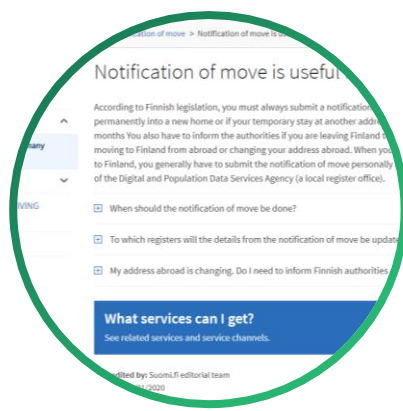 ation of move > Notification of move is us
Notification of move is useful
According to Finnish legislation, you must always submit a notification
permanently into a new home or if your temporary stay at another addre
months You also have to inform the authorities if you are leaving Finland t
moving to Finland from abroad or changing your address abroad. When you
to Finland, you generally have to submit the notification of move personally
of the Digital and Population Data Services Agency (a local register office).
many
VING
When should the notification of move be done?
To which registers will the details from the notification of move be update
My address abroad is changing. Do I need to inform Finnish authorities
What services can I get?
See related services and service channels.
edited by: Suomi.fi editorial team
/2020